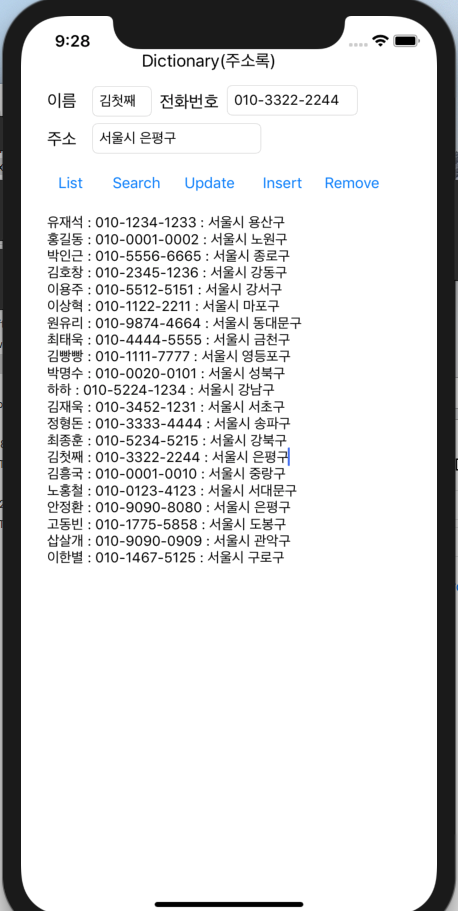 9:28
Dictionary(주소록)
이름 김첫째 전화번호 010-3322-2244
주소 서울시 은평구
List Search Update Insert Remove
유재석 : 010-1234-1233 : 서울시 용산구
홍길동 : 010-0001-0002 : 서울시 노원구
박인근 : 010-5556-6665 : 서울시 종로구
김호창 : 010-2345-1236 : 서울시 강동구
이용주 : 010-5512-5151 : 서울시 강서구
이상혁 : 010-1122-2211 : 서울시 마포구
원유리 : 010-9874-4664 : 서울시 동대문구
최태욱 : 010-4444-5555 : 서울시 금천구
김빵빵 : 010-1111-7777 : 서울시 영등포구
박명수 : 010-0020-0101 : 서울시 성북구
하하 : 010-5224-1234 : 서울시 강남구
김재욱 : 010-3452-1231 : 서울시 서초구
정형돈 : 010-3333-4444 : 서울시 송파구
최종훈 : 010-5234-5215 : 서울시 강북구
김첫째 : 010-3322-2244 : 서울시 은평구
김흥국 : 010-0001-0010 : 서울시 중랑구
노홍철 : 010-0123-4123 : 서울시 서대문구
안정환 : 010-9090-8080 : 서울시 은평구
고동빈 : 010-1775-5858 : 서울시 도봉구
삽살개 : 010-9090-0909 : 서울시 관악구
이한별 : 010-1467-5125 : 서울시 구로구